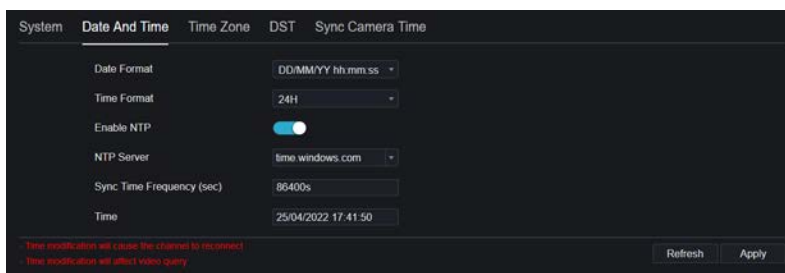 System Date And Time Time Zone DST Sync Camera Time
Date Format DD/MM/YY hh:mm:ss
Time Format 24H
Enable NTP
NTP Server time.windows.com
Sync Time Frequency (sec) 86400s
Time 25/04/2022 17:41:50
- Time modification will cause the channel to reconnect
- Time modification will affect video query
Refresh Apply